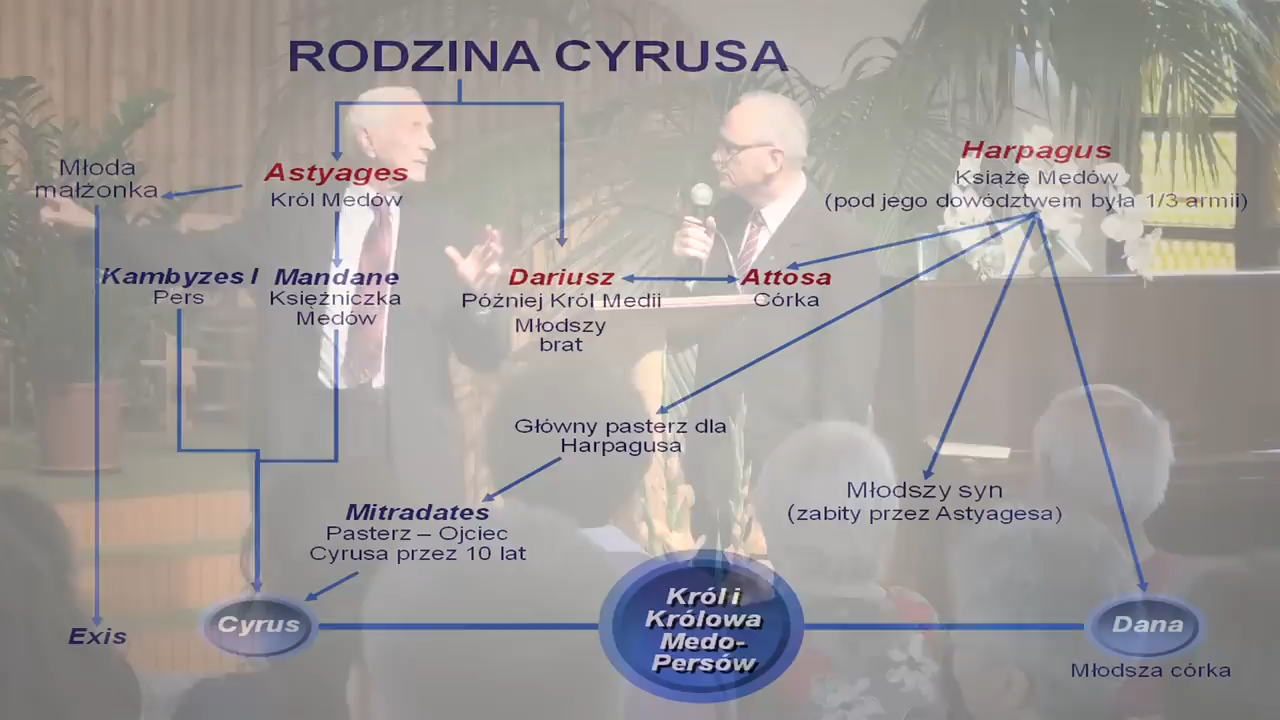 RODZINA CYRUSA
Młoda
małżonka
Astyages
Król Medów
Harpagus
Książę Medów
(pod jego dowództwem była 1/3 armii)
Kambyzes I
Pers
Mandane
Księżniczka
Medów
Dariusz
Później Król Medii
Młodszy
brat
Attosa
Córka
Główny pasterz dla
Harpagusa
Młodszy syn
(zabity przez Astyagesa)
Mitradates
Pasterz – Ojciec
Cyrusa przez 10 lat
Exis
Cyrus
Król i
Królowa
Medo-
Persów
Dana
Młodsza córka